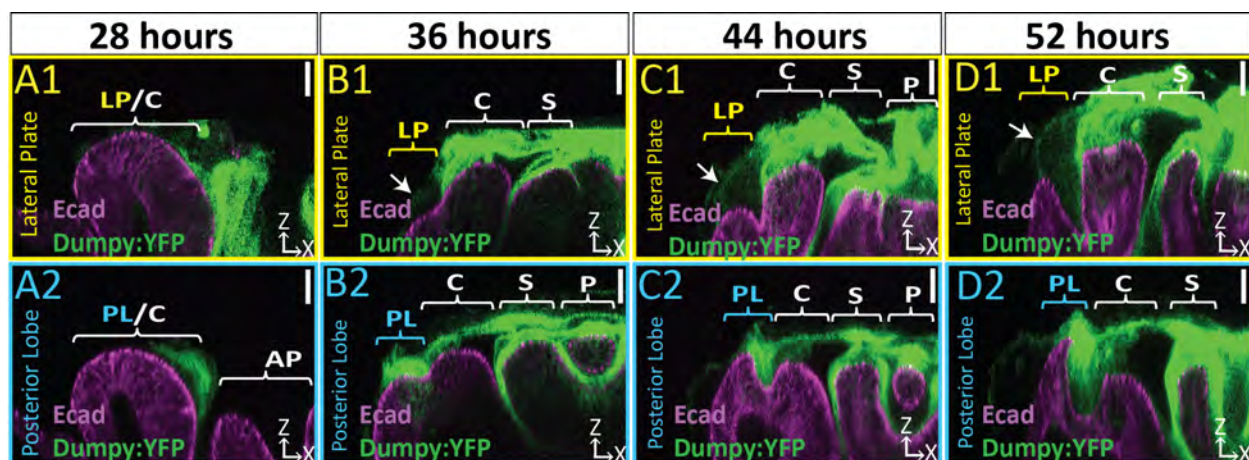 28 hours 36 hours 44 hours 52 hours
A1 LP/C Lateral Plate Ecad Dumpy:YFP Z X
B1 LP C S Lateral Plate Ecad Dumpy:YFP Z X
C1 LP C S P Lateral Plate Ecad Dumpy:YFP Z X
D1 LP C S Lateral Plate Ecad Dumpy:YFP Z X
A2 PL/C AP Posterior Lobe Ecad Dumpy:YFP Z X
B2 PL C S P Posterior Lobe Ecad Dumpy:YFP Z X
C2 PL C S P Posterior Lobe Ecad Dumpy:YFP Z X
D2 PL C S Posterior Lobe Ecad Dumpy:YFP Z X